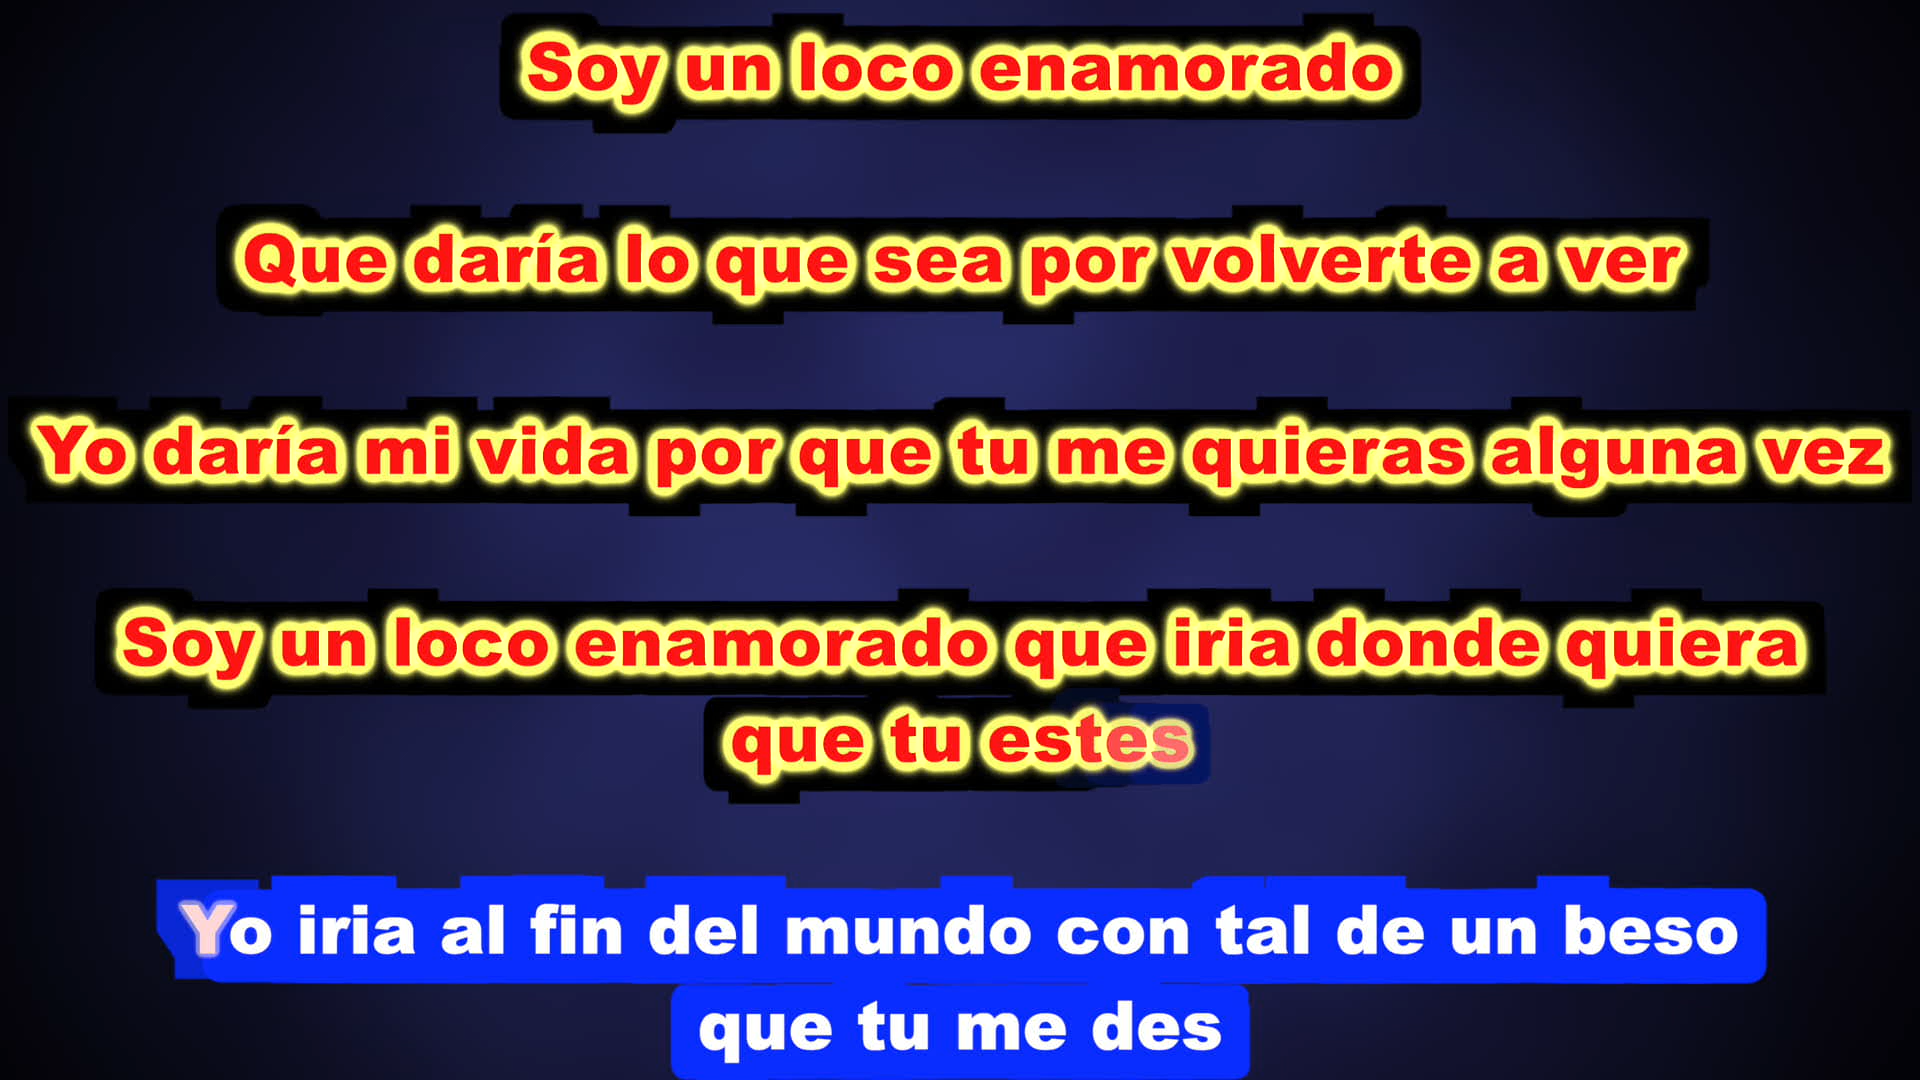 Soy un loco enamorado
Que daría lo que sea por volverte a ver
Yo daría mi vida por que tu me quieras alguna vez
Soy un loco enamorado que iria donde quiera
que tu estes
Yo iria al fin del mundo con tal de un beso
que tu me des